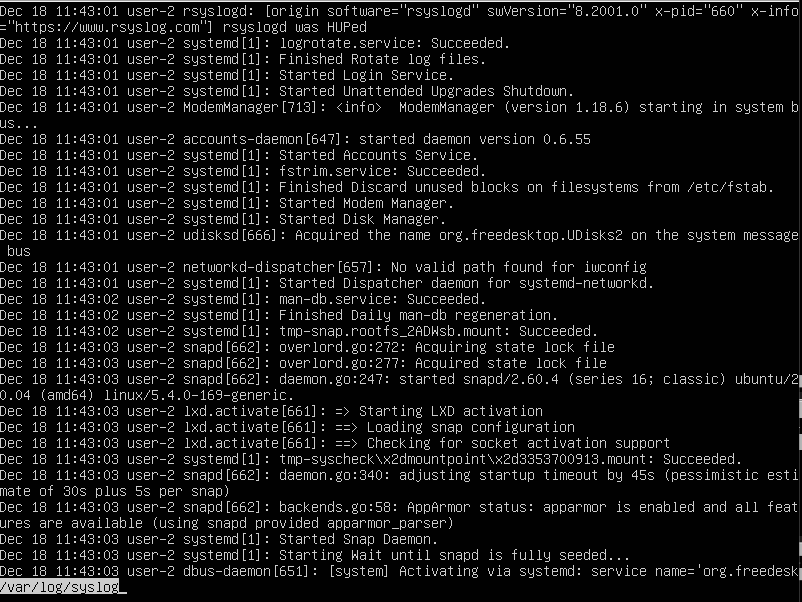 Dec 18 11:43:01 user-2 rsyslogd: [origin software="rsyslogd" swVersion="8.2001.0" x-pid="660" x-info
="https://www.rsyslog.com"] rsyslogd was HUPed
Dec 18 11:43:01 user-2 systemd[1]: logrotate.service: Succeeded.
Dec 18 11:43:01 user-2 systemd[1]: Finished Rotate log files.
Dec 18 11:43:01 user-2 systemd[1]: Started Login Service.
Dec 18 11:43:01 user-2 systemd[1]: Started Unattended Upgrades Shutdown.
Dec 18 11:43:01 user-2 ModemManager[713]: <info>  ModemManager (version 1.18.6) starting in system b
us...
Dec 18 11:43:01 user-2 accounts-daemon[647]: started daemon version 0.6.55
Dec 18 11:43:01 user-2 systemd[1]: Started Accounts Service.
Dec 18 11:43:01 user-2 systemd[1]: fstrim.service: Succeeded.
Dec 18 11:43:01 user-2 systemd[1]: Finished Discard unused blocks on filesystems from /etc/fstab.
Dec 18 11:43:01 user-2 systemd[1]: Started Modem Manager.
Dec 18 11:43:01 user-2 systemd[1]: Started Disk Manager.
Dec 18 11:43:01 user-2 udisksd[666]: Acquired the name org.freedesktop.UDisks2 on the system message
 bus
Dec 18 11:43:01 user-2 networkd-dispatcher[657]: No valid path found for iwconfig
Dec 18 11:43:01 user-2 systemd[1]: Started Dispatcher daemon for systemd-networkd.
Dec 18 11:43:02 user-2 systemd[1]: man-db.service: Succeeded.
Dec 18 11:43:02 user-2 systemd[1]: Finished Daily man-db regeneration.
Dec 18 11:43:02 user-2 systemd[1]: tmp-snap.rootfs_2ADWsb.mount: Succeeded.
Dec 18 11:43:03 user-2 snapd[662]: overlord.go:272: Acquiring state lock file
Dec 18 11:43:03 user-2 snapd[662]: overlord.go:277: Acquired state lock file
Dec 18 11:43:03 user-2 snapd[662]: daemon.go:247: started snapd/2.60.4 (series 16; classic) ubuntu/2
0.04 (amd64) linux/5.4.0-169-generic.
Dec 18 11:43:03 user-2 lxd.activate[661]: => Starting LXD activation
Dec 18 11:43:03 user-2 lxd.activate[661]: ==> Loading snap configuration
Dec 18 11:43:03 user-2 lxd.activate[661]: ==> Checking for socket activation support
Dec 18 11:43:03 user-2 systemd[1]: tmp-syscheck\x2dmountpoint\x2d3353700913.mount: Succeeded.
Dec 18 11:43:03 user-2 snapd[662]: daemon.go:340: adjusting startup timeout by 45s (pessimistic esti
mate of 30s plus 5s per snap)
Dec 18 11:43:03 user-2 snapd[662]: backends.go:58: AppArmor status: apparmor is enabled and all feat
ures are available (using snapd provided apparmor_parser)
Dec 18 11:43:03 user-2 systemd[1]: Started Snap Daemon.
Dec 18 11:43:03 user-2 systemd[1]: Starting Wait until snapd is fully seeded...
Dec 18 11:43:03 user-2 dbus-daemon[651]: [system] Activating via systemd: service name='org.freedesk
/var/log/syslog